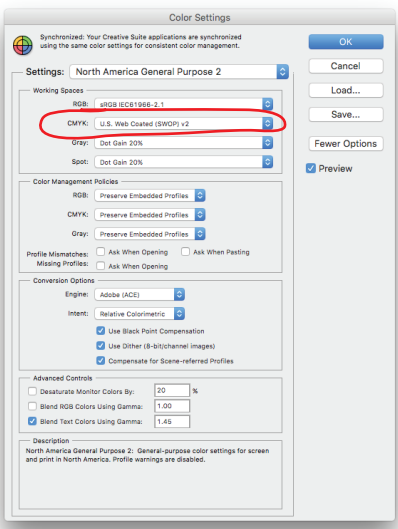 Color Settings
Synchronized: Your Creative Suite applications are synchronized
using the same color settings for consistent color management.
OK
Cancel
Load...
Save...
Fewer Options
Preview
Settings: North America General Purpose 2
Working Spaces
RGB: sRGB IEC61966-2.1
CMYK: U.S. Web Coated (SWOP) v2
Gray: Dot Gain 20%
Spot: Dot Gain 20%
Color Management Policies
RGB: Preserve Embedded Profiles
CMYK: Preserve Embedded Profiles
Gray: Preserve Embedded Profiles
Profile Mismatches: Ask When Opening Ask When Pasting
Missing Profiles: Ask When Opening
Conversion Options
Engine: Adobe (ACE)
Intent: Relative Colorimetric
Use Black Point Compensation
Use Dither (8-bit/channel images)
Compensate for Scene-referred Profiles
Advanced Controls
Desaturate Monitor Colors By: 20 %
Blend RGB Colors Using Gamma: 1.00
Blend Text Colors Using Gamma: 1.45
Description
North America General Purpose 2: General-purpose color settings for screen
and print in North America. Profile warnings are disabled.